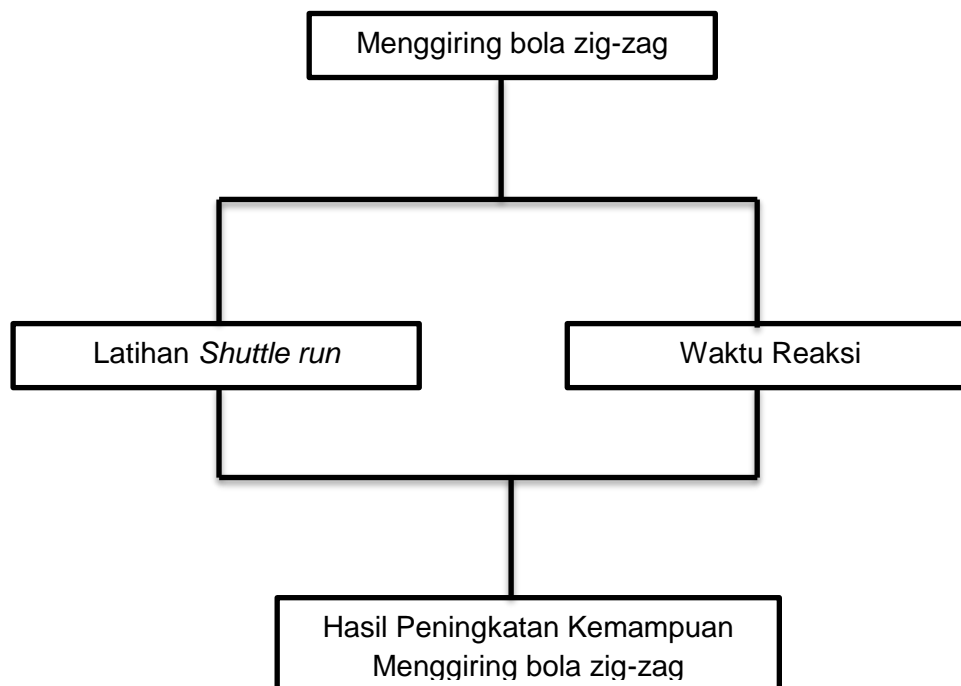 Menggiring bola zig-zag
Latihan Shuttle run
Waktu Reaksi
Hasil Peningkatan Kemampuan
Menggiring bola zig-zag